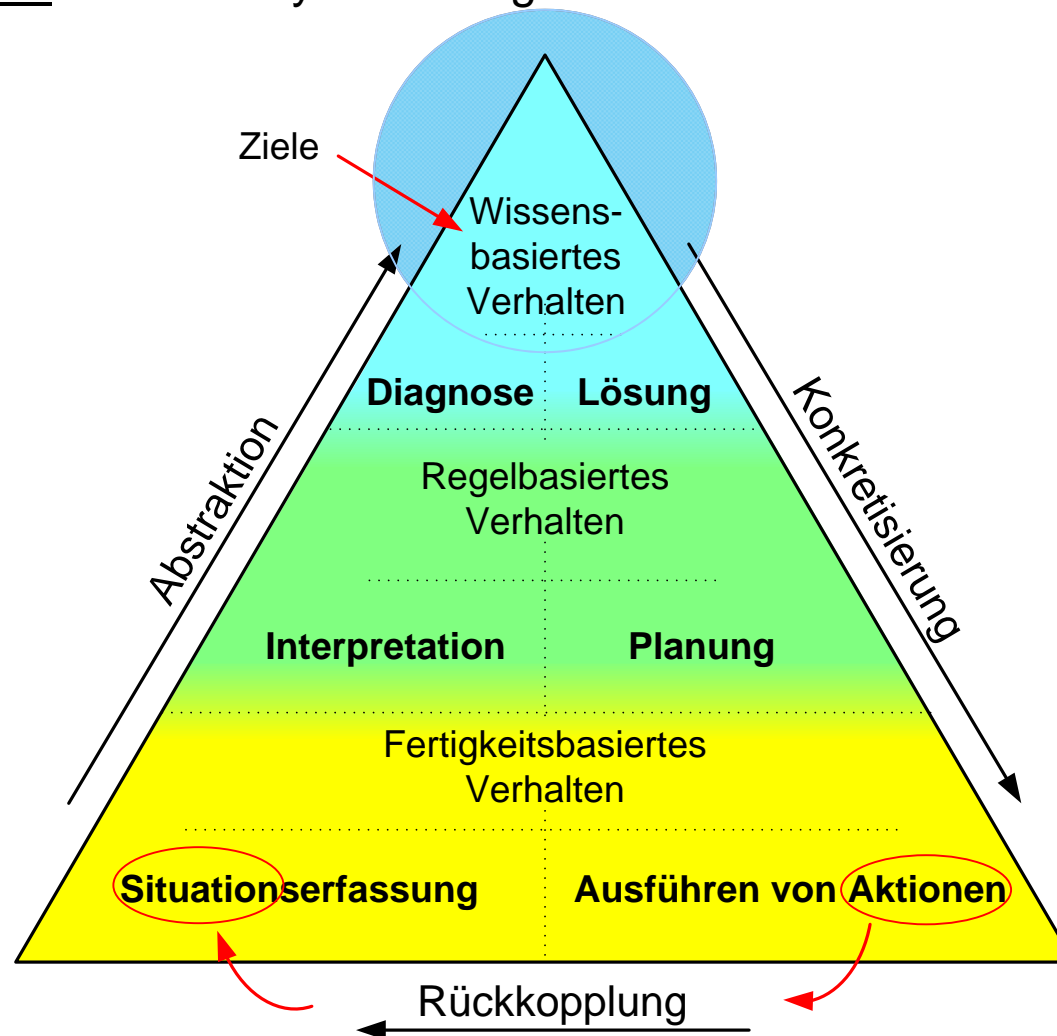 Ziele
Wissens-
basiertes
Verhalten
Diagnose Lösung
Abstraktion
Konkretisierung
Regelbasiertes
Verhalten
Interpretation Planung
Fertigkeitsbasiertes
Verhalten
Situationserfassung Ausführen von Aktionen
Rückkopplung